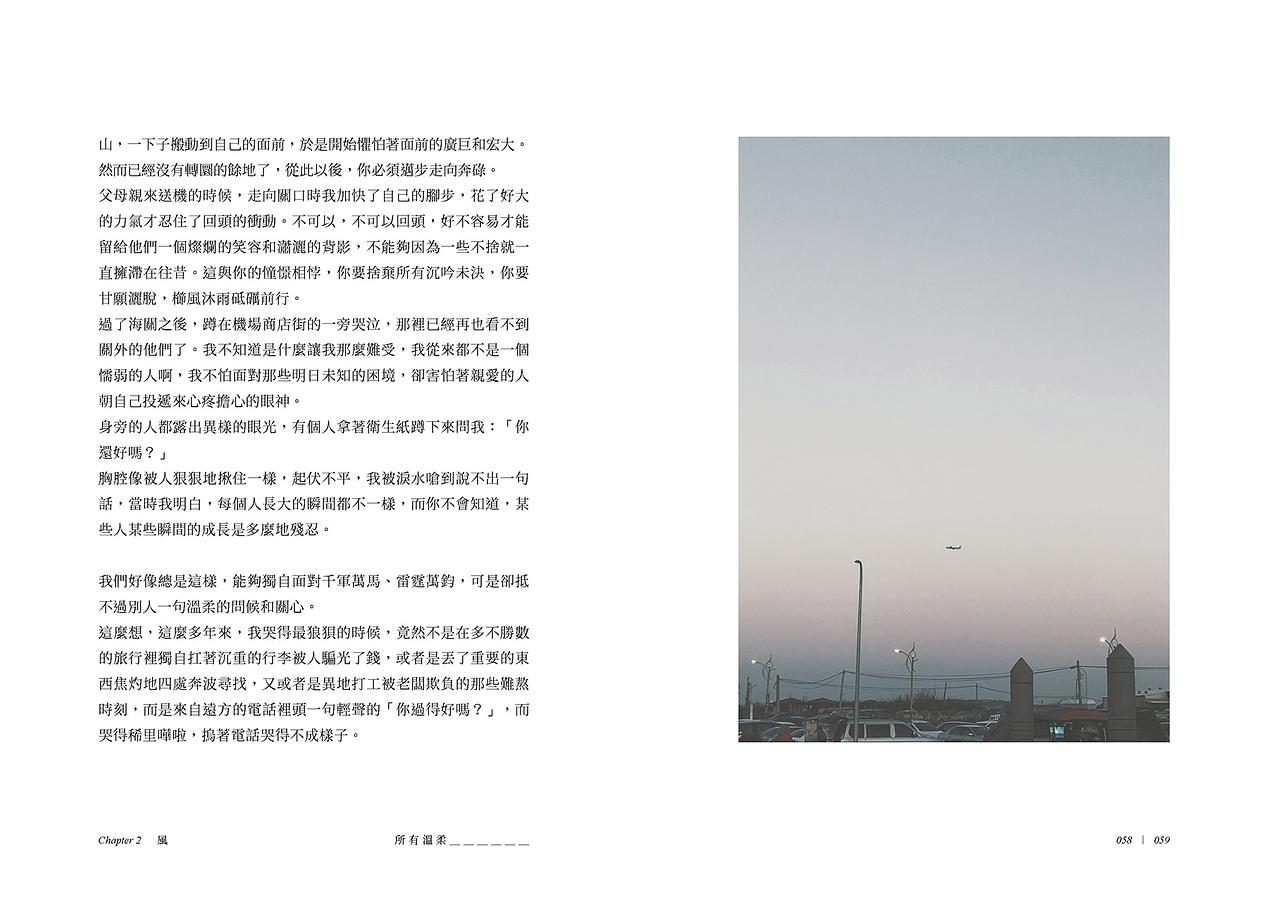 山，一下子搬動到自己的面前，於是開始懼怕著面前的廣巨和宏大。
然而已經沒有轉圜的餘地了，從此以後，你必須邁步走向奔碌。
父母親來送機的時候，走向關口時我加快了自己的腳步，花了好大
的力氣才忍住了回頭的衝動。不可以，不可以回頭，好不容易才能
留給他們一個燦爛的笑容和瀟灑的背影，不能夠因為一些不捨就一
直擁滯在往昔。這與你的憧憬相悖，你要捨棄所有沉吟未決，你要
甘願灑脫，櫛風沐雨砥礪前行。
過了海關之後，蹲在機場商店街的一旁哭泣，那裡已經再也看不到
關外的他們了。我不知道是什麼讓我那麼難受，我從來都不是一個
懦弱的人啊，我不怕面對那些明日未知的困境，卻害怕著親愛的人
朝自己投遞來心疼擔心的眼神。
身旁的人都露出異樣的眼光，有個人拿著衛生紙蹲下來問我：「你
還好嗎？」
胸腔像被人狠狠地揪住一樣，起伏不平，我被淚水嗆到說不出一句
話，當時我明白，每個人長大的瞬間都不一樣，而你不會知道，某
些人某些瞬間的成長是多麼地殘忍。
我們好像總是這樣，能夠獨自面對千軍萬馬、雷霆萬鈞，可是卻抵
不過別人一句溫柔的問候和關心。
這麼想，這麼多年來，我哭得最狼狽的時候，竟然不是在多不勝數
的旅行裡獨自扛著沉重的行李被人騙光了錢，或者是丟了重要的東
西焦灼地四處奔波尋找，又或者是異地打工被老闆欺負的那些難熬
時刻，而是來自遠方的電話裡頭一句輕聲的「你過得好嗎？」，而
哭得稀里嘩啦，摀著電話哭得不成樣子。
Chapter 2 風
所有溫柔＿＿＿＿＿＿
058 | 059